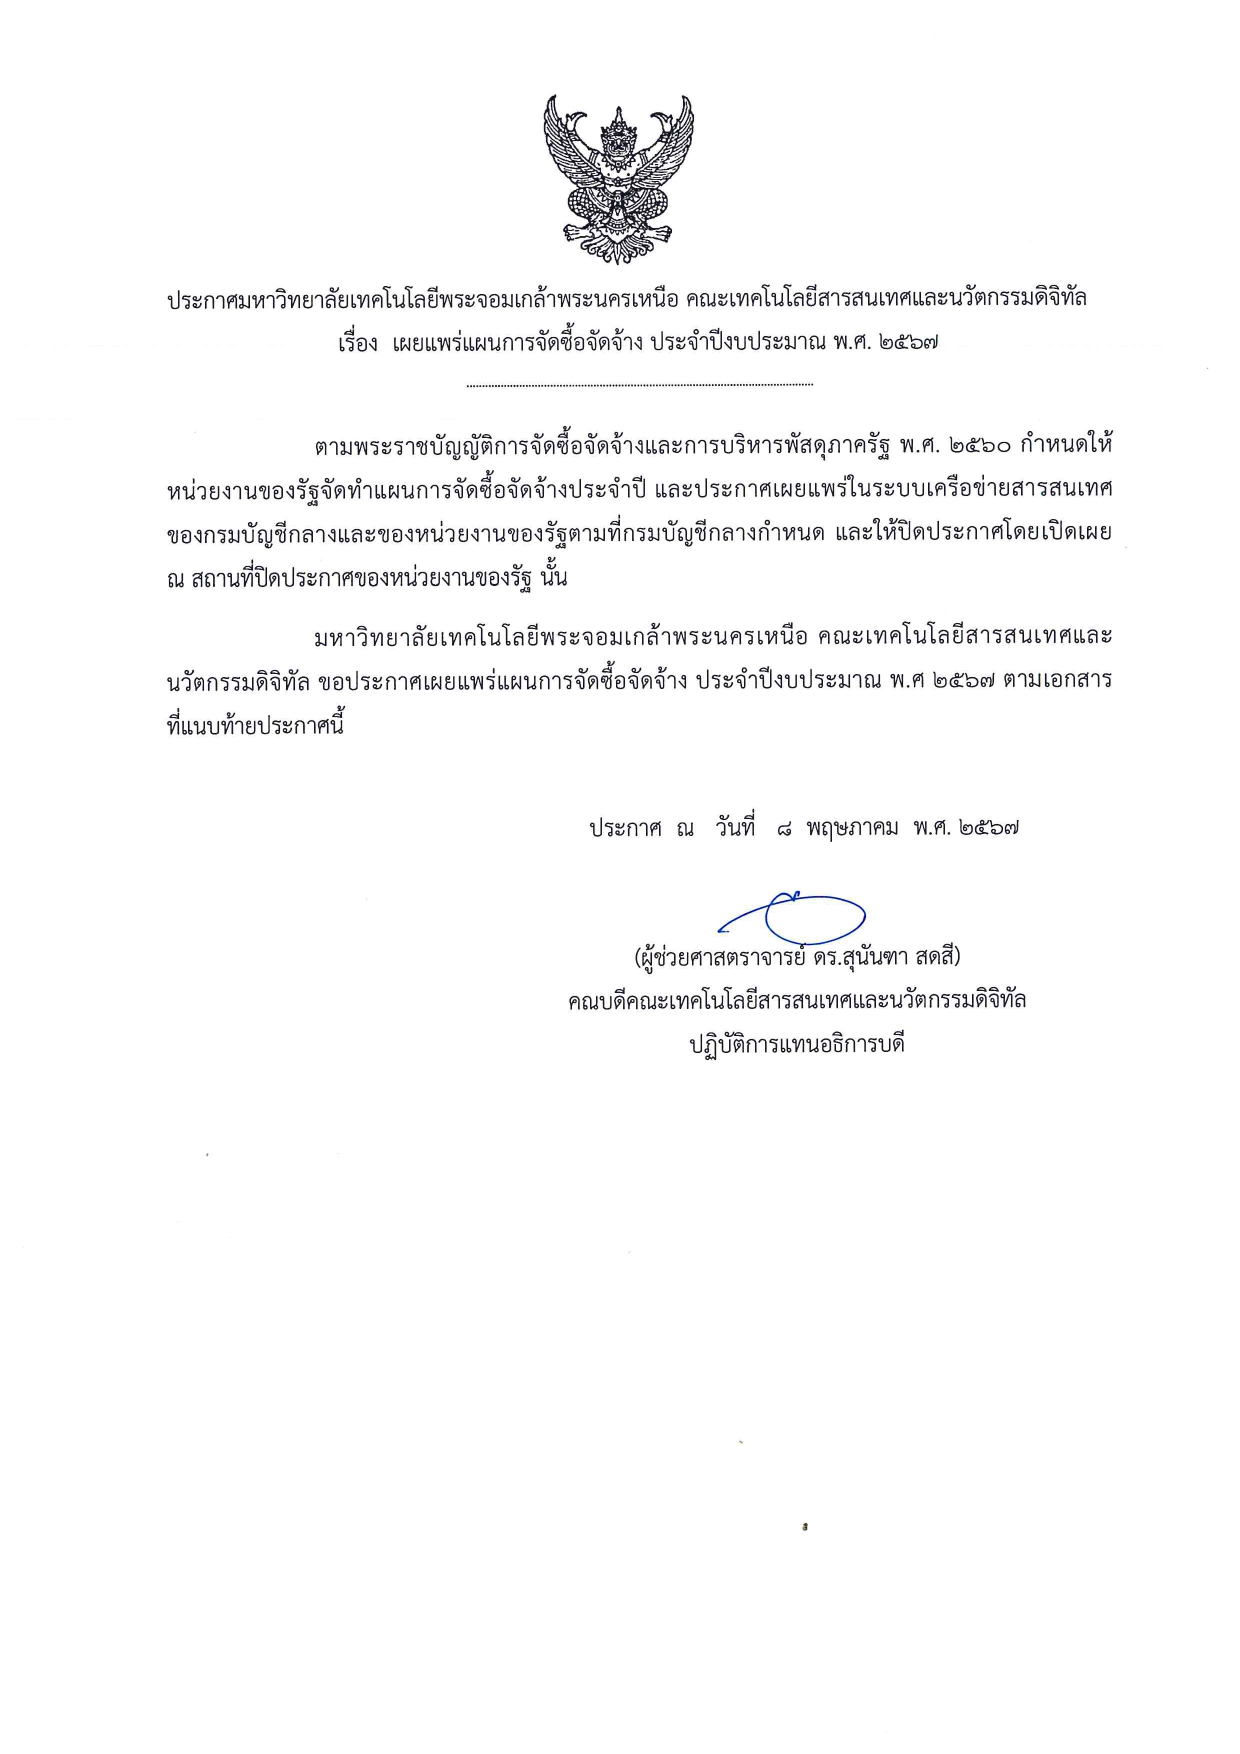 ประกาศมหาวิทยาลัยเทคโนโลยีพระจอมเกล้าพระนครเหนือ คณะเทคโนโลยีสารสนเทศและนวัตกรรมดิจิทัล
เรื่อง เผยแพร่แผนการจัดซื้อจัดจ้าง ประจำปีงบประมาณ พ.ศ. ๒๕๖๗
ตามพระราชบัญญัติการจัดซื้อจัดจ้างและการบริหารพัสดุภาครัฐ พ.ศ. ๒๕๖๐ กำหนดให้
หน่วยงานของรัฐจัดทำแผนการจัดซื้อจัดจ้างประจำปี และประกาศเผยแพร่ในระบบเครือข่ายสารสนเทศ
ของกรมบัญชีกลางและของหน่วยงานของรัฐตามที่กรมบัญชีกลางกำหนด และให้ปิดประกาศโดยเปิดเผย
ณ สถานที่ปิดประกาศของหน่วยงานของรัฐ นั้น
มหาวิทยาลัยเทคโนโลยีพระจอมเกล้าพระนครเหนือ คณะเทคโนโลยีสารสนเทศและ
นวัตกรรมดิจิทัล ขอประกาศเผยแพร่แผนการจัดซื้อจัดจ้าง ประจำปีงบประมาณ พ.ศ ๒๕๖๗ ตามเอกสาร
ที่แนบท้ายประกาศนี้
ประกาศ ณ วันที่ ๘ พฤษภาคม พ.ศ. ๒๕๖๗
(ผู้ช่วยศาสตราจารย์ ดร.สุนันฑา สดสี)
คณบดีคณะเทคโนโลยีสารสนเทศและนวัตกรรมดิจิทัล
ปฏิบัติการแทนอธิการบดี